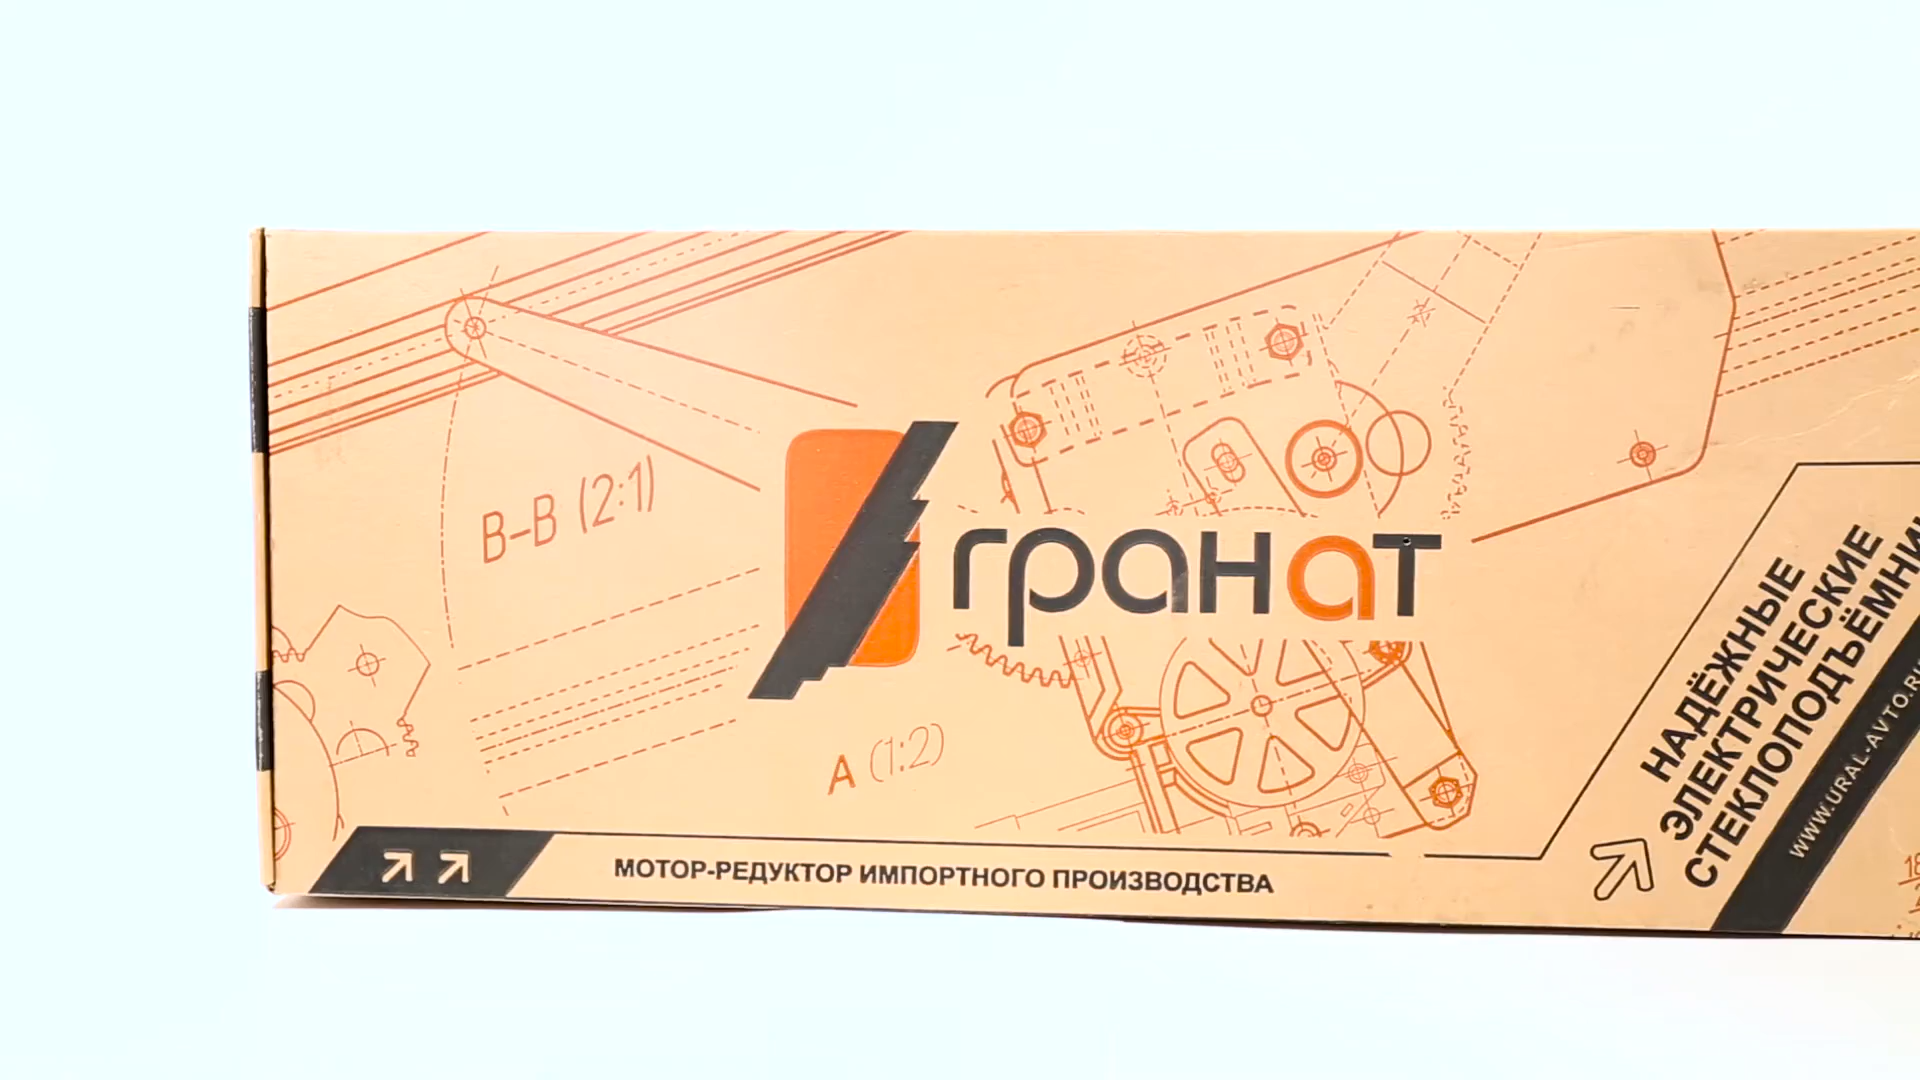 В–В (2:1)
гранат
А (1:2)
МОТОР-РЕДУКТОР ИМПОРТНОГО ПРОИЗВОДСТВА
НАДЁЖНЫЕ
ЭЛЕКТРИЧЕСКИЕ